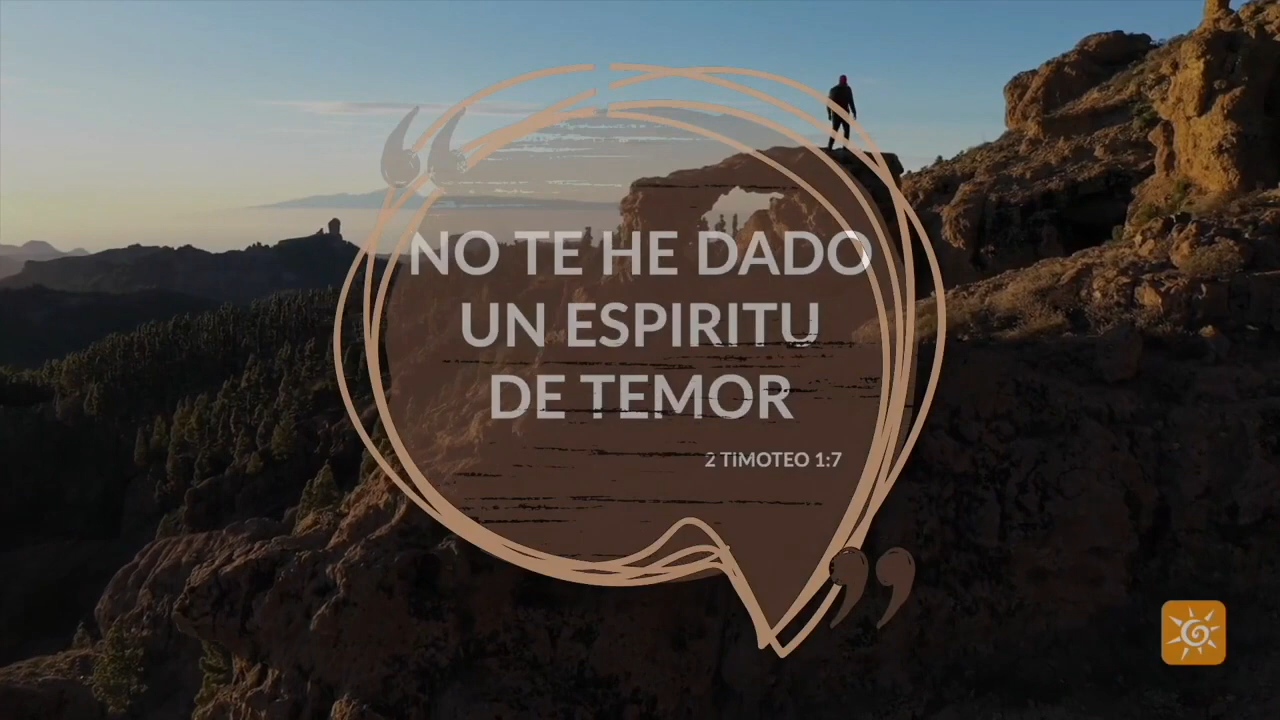 NO TE HE DADO
UN ESPIRITU
DE TEMOR
2 TIMOTEO 1:7